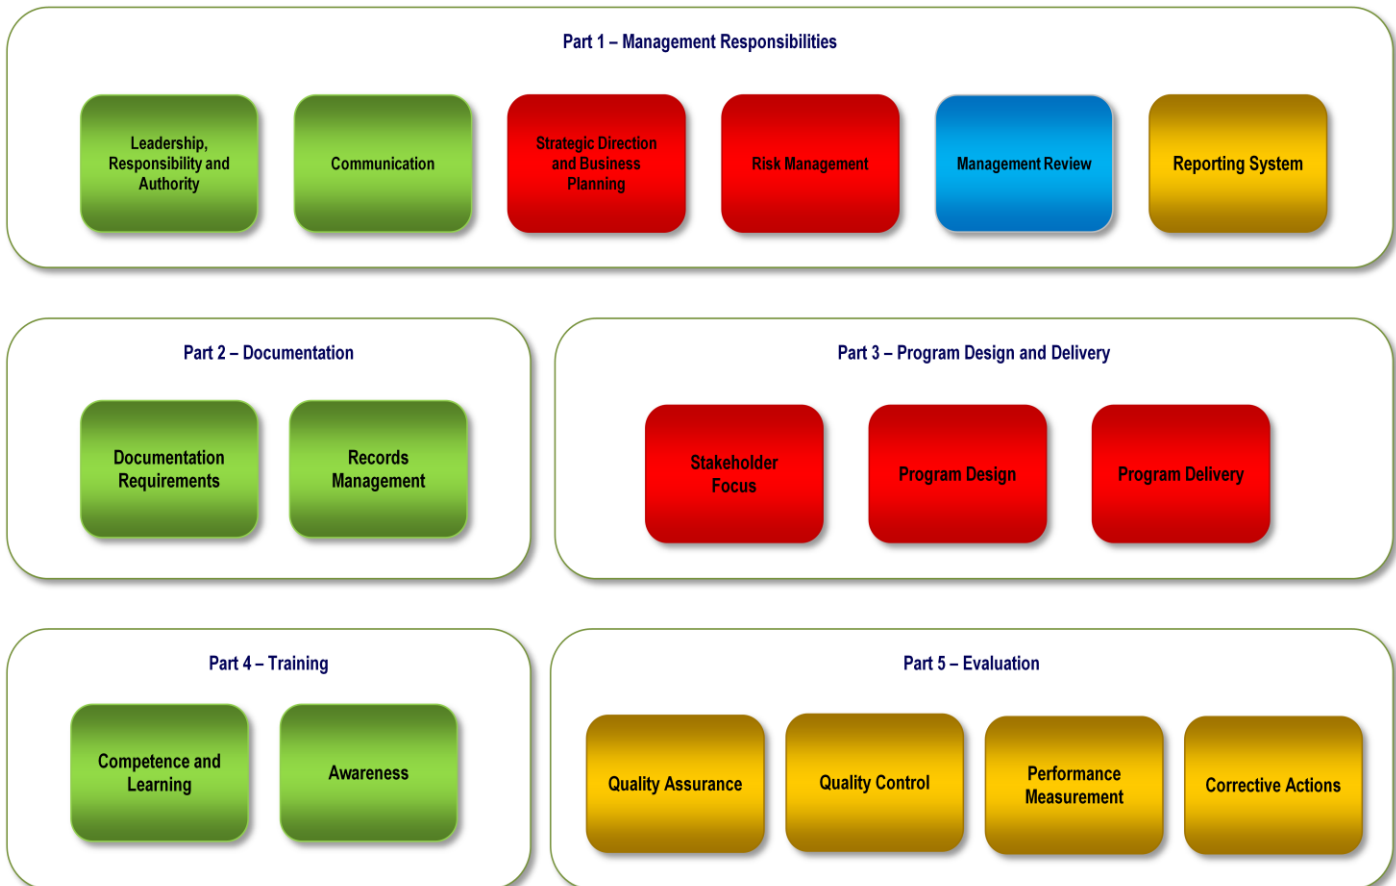 Part 1 – Management Responsibilities
Leadership,
Responsibility and
Authority
Communication
Strategic Direction
and Business
Planning
Risk Management
Management Review
Reporting System
Part 2 – Documentation
Documentation
Requirements
Records
Management
Part 3 – Program Design and Delivery
Stakeholder
Focus
Program Design
Program Delivery
Part 4 – Training
Competence and
Learning
Awareness
Part 5 – Evaluation
Quality Assurance
Quality Control
Performance
Measurement
Corrective Actions